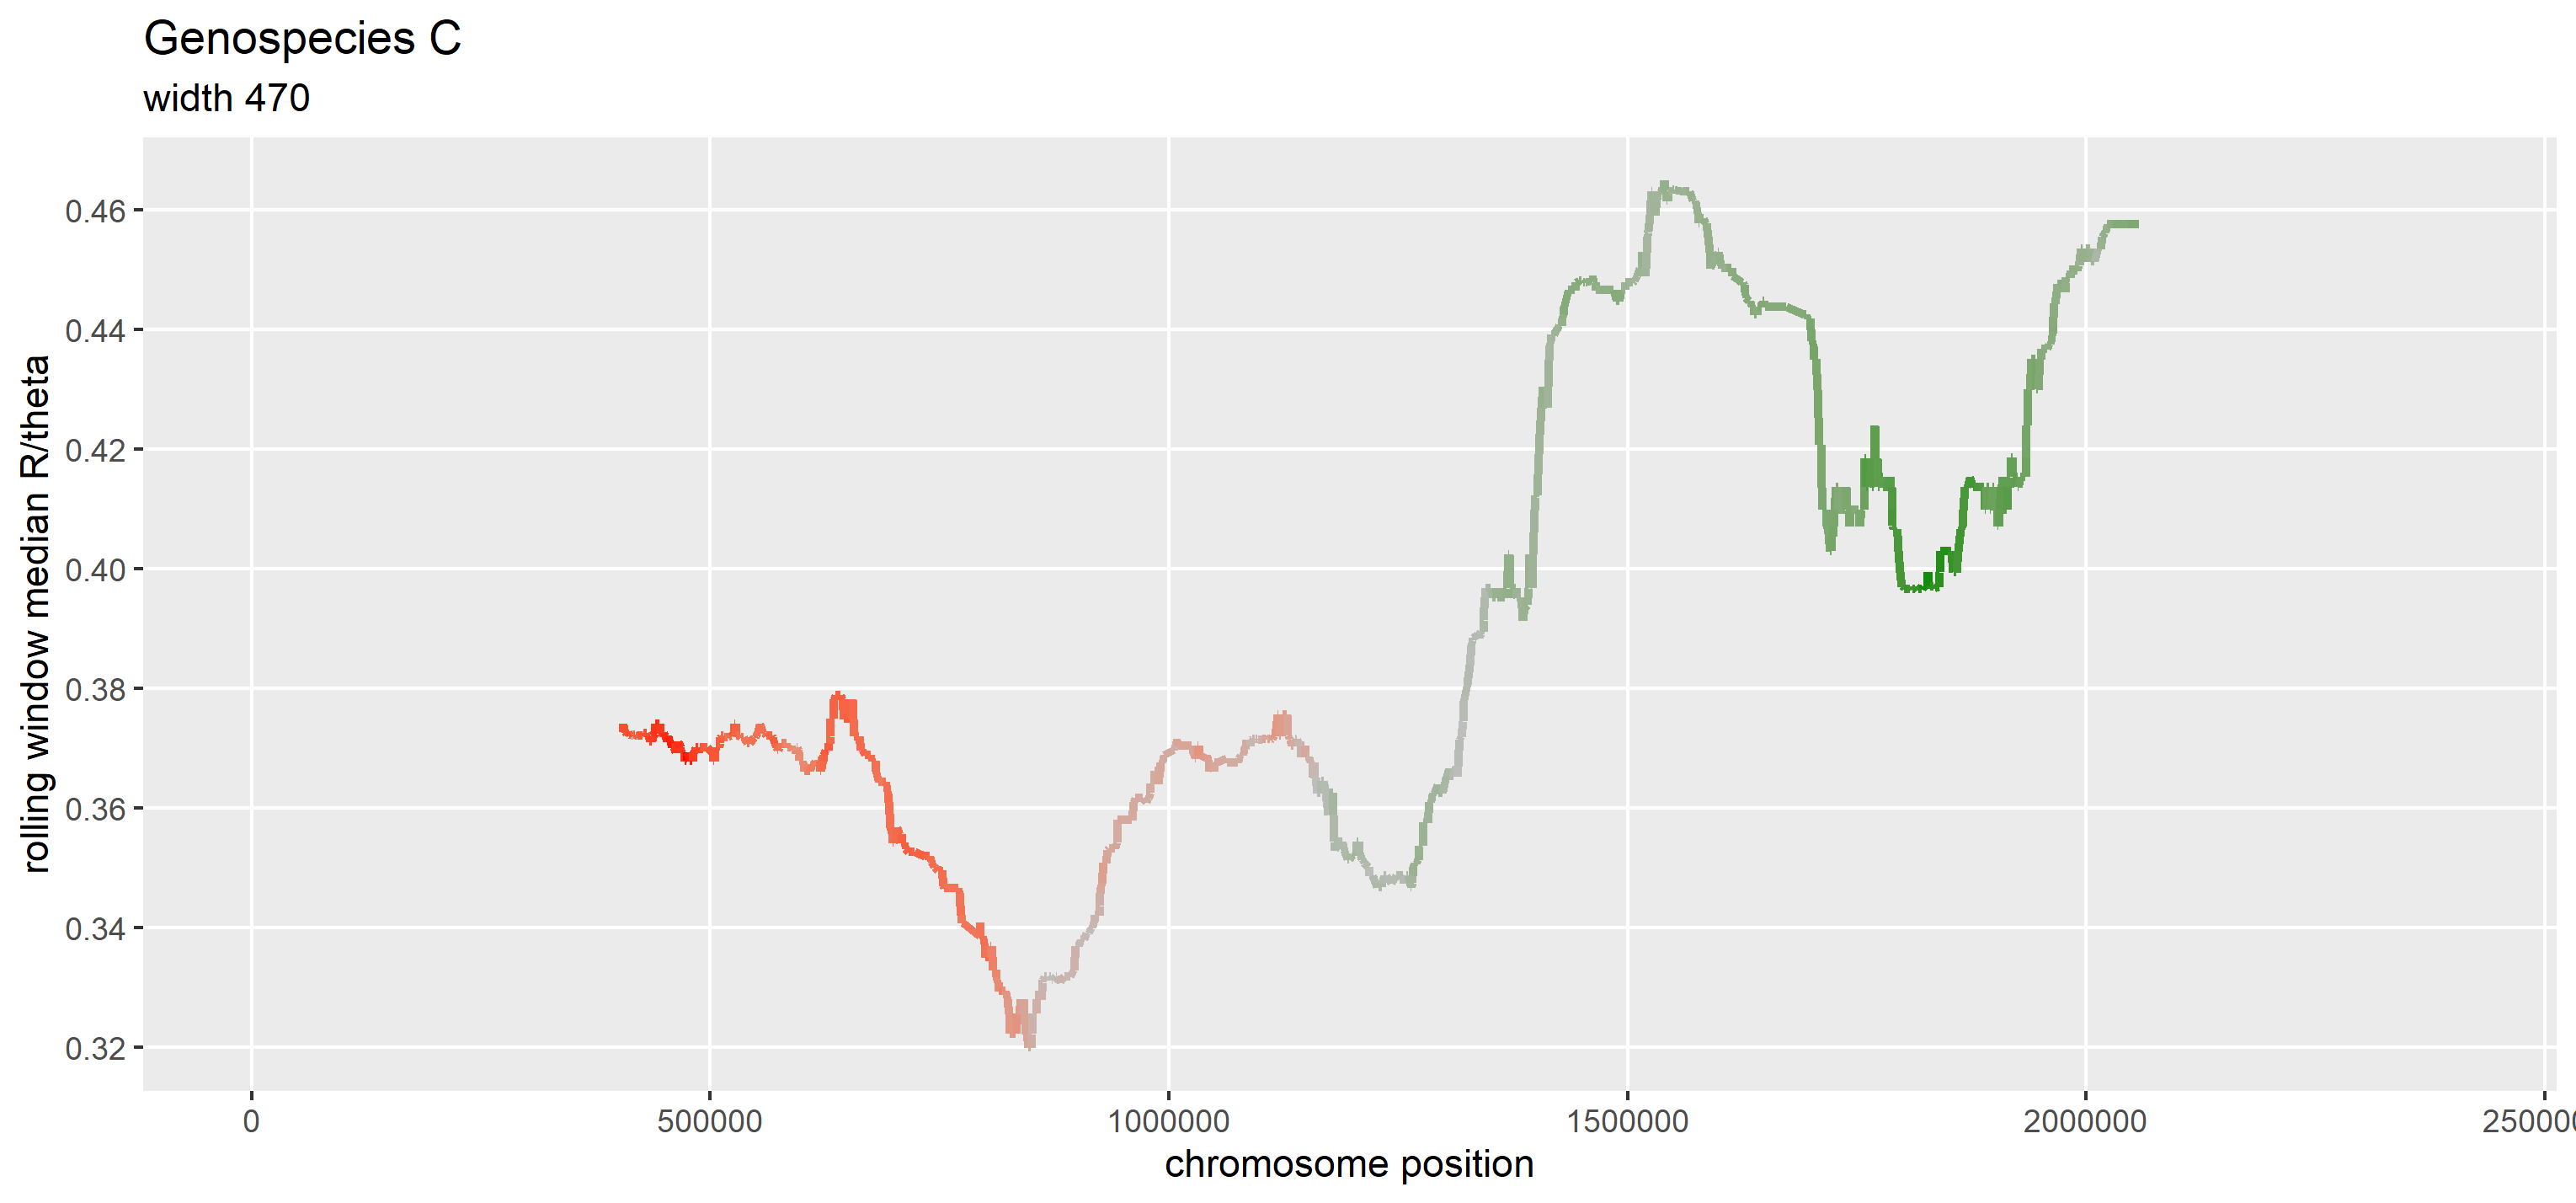 Genospecies C
width 470
rolling window median R/theta
0.46
0.44
0.42
0.40
0.38
0.36
0.34
0.32
0 500000 1000000 1500000 2000000
chromosome position